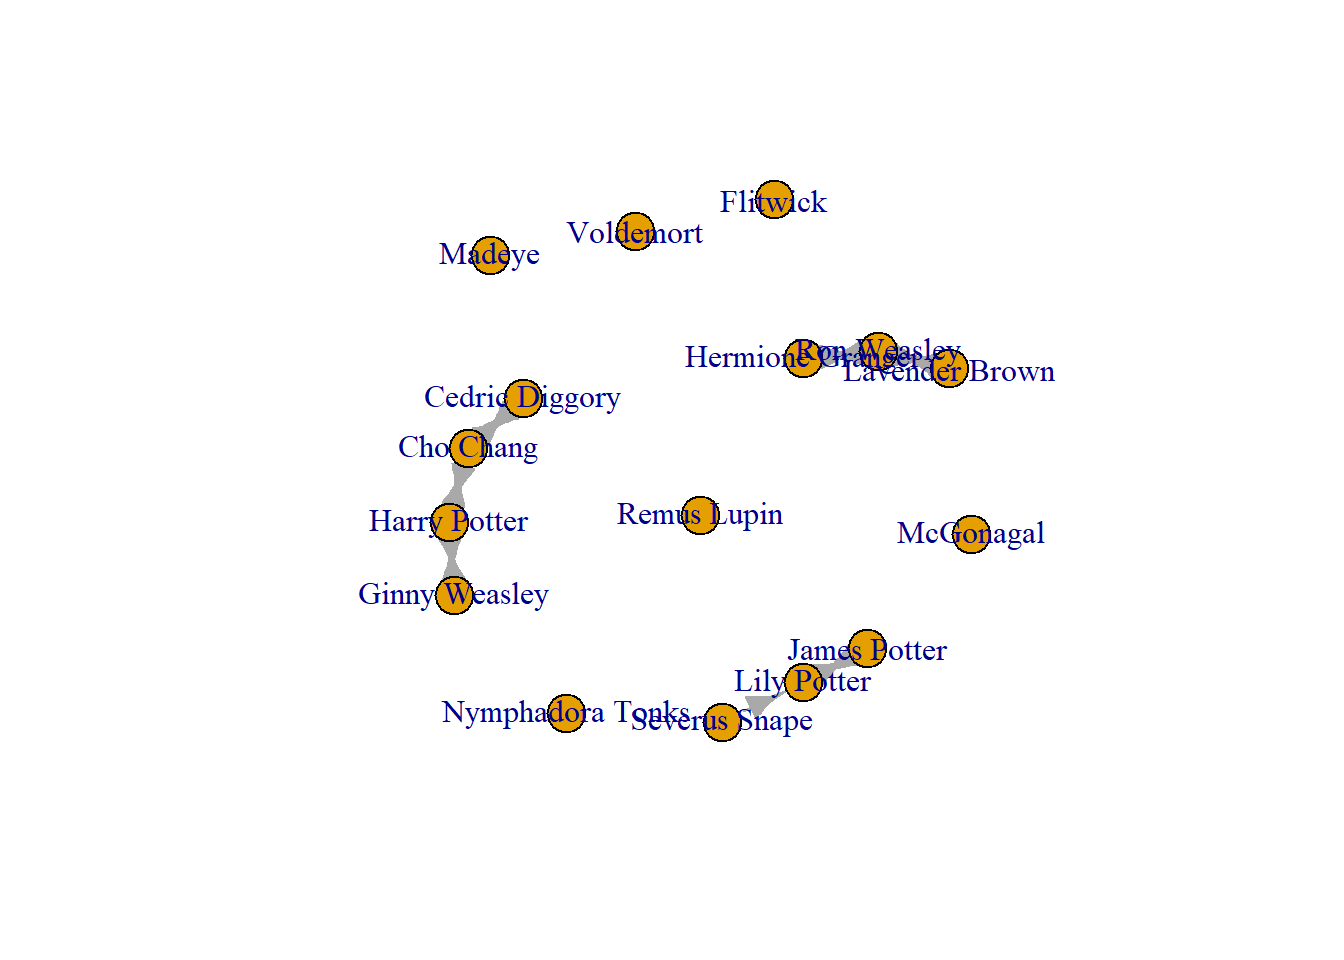 Flitwick
Voldemort
Madeye
Ron Weasley
Hermione Granger
Lavender Brown
Cedric Diggory
Cho Chang
Remus Lupin
Harry Potter
McGonagal
Ginny Weasley
James Potter
Lily Potter
Nymphadora Tonks
Severus Snape